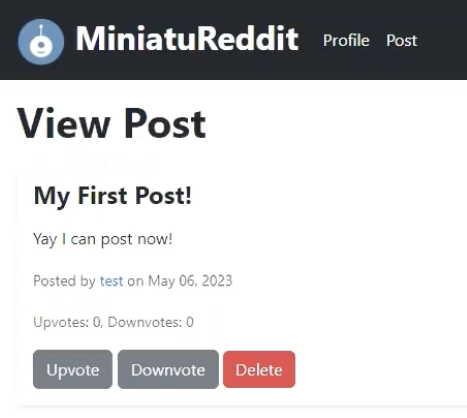 MiniatuReddit Profile Post
View Post
My First Post!
Yay I can post now!
Posted by test on May 06, 2023
Upvotes: 0, Downvotes: 0
Upvote Downvote Delete